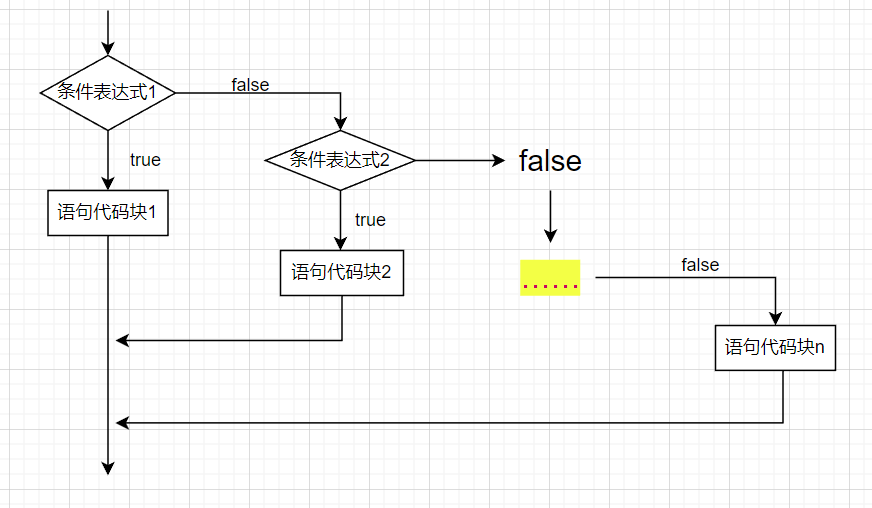 条件表达式1
false
true
条件表达式2
false
语句代码块1
true
语句代码块2
......
false
语句代码块n